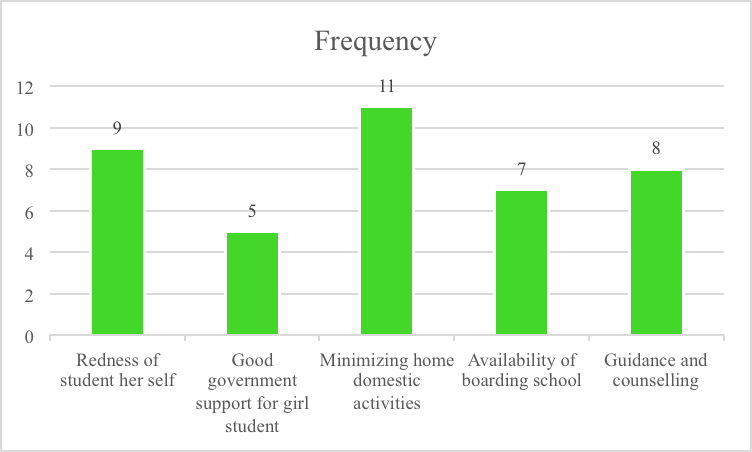 Frequency
12
10
8
6
4
2
0
9
5
11
7
8
Redness of
student her self
Good
government
support for girl
student
Minimizing home
domestic
activities
Availability of
boarding school
Guidance and
counselling